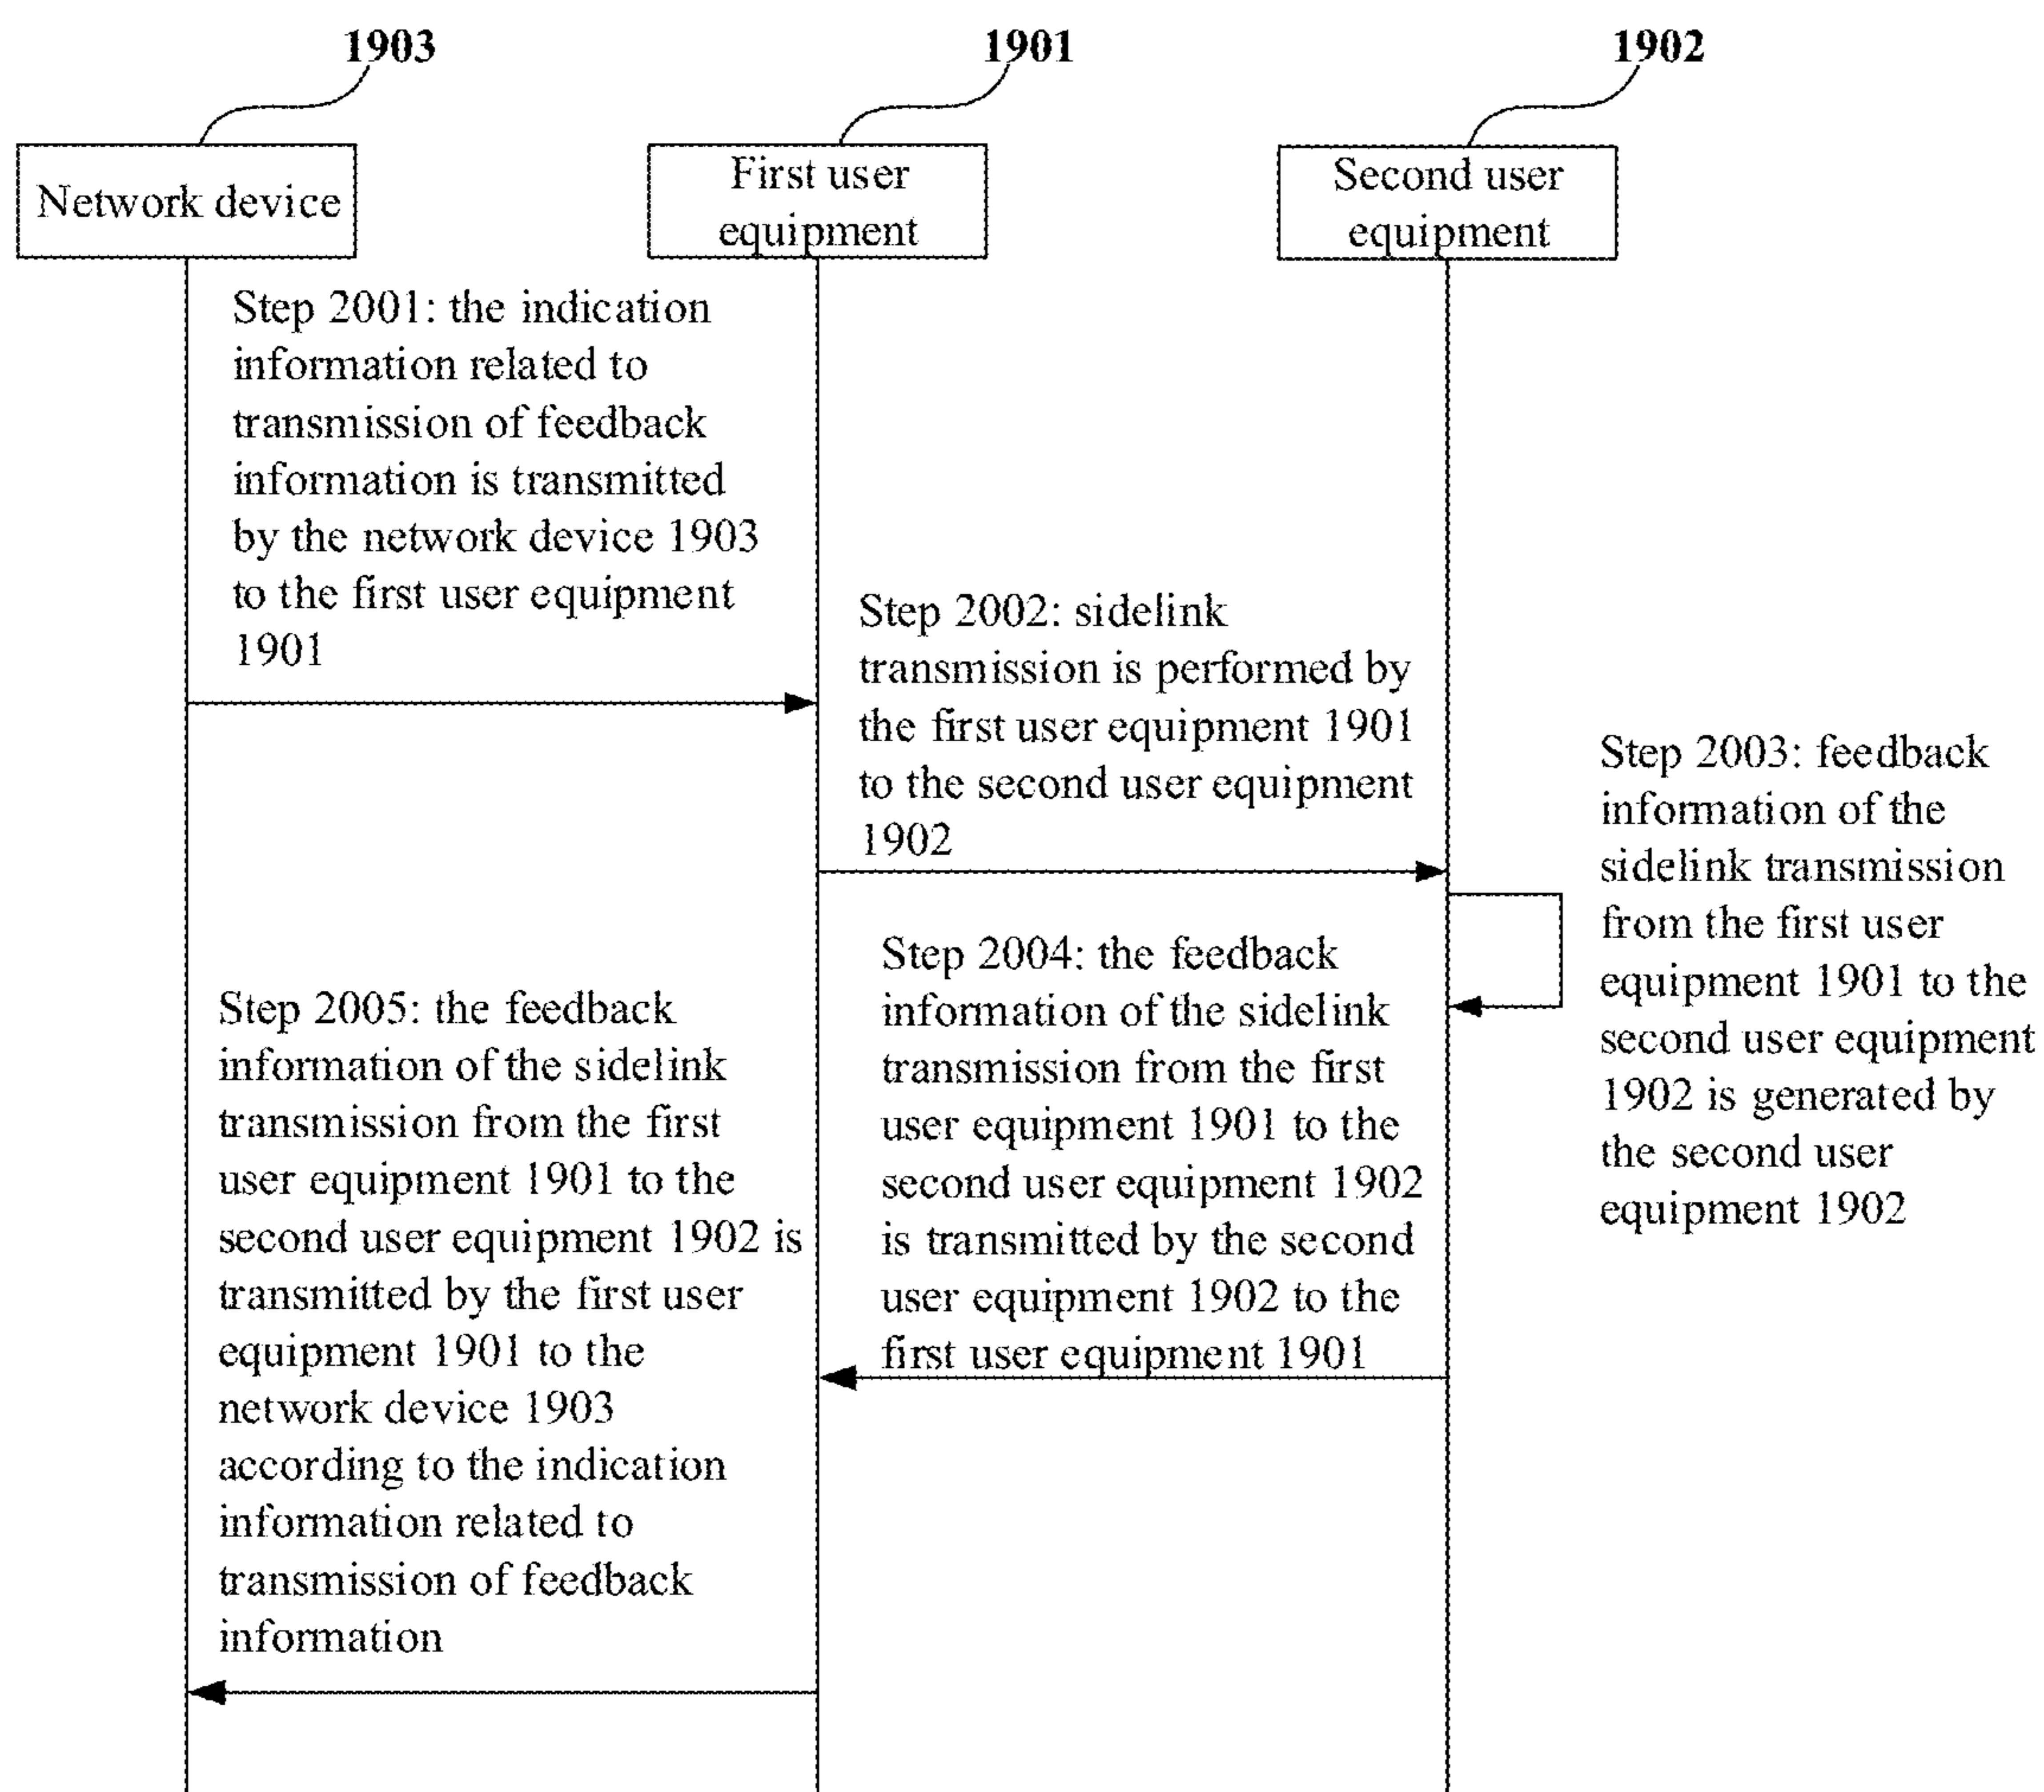 1903
1901
1902
Network device
First user
equipment
Second user
equipment
Step 2001: the indication
information related to
transmission of feedback
information is transmitted
by the network device 1903
to the first user equipment
1901
Step 2002: sidelink
transmission is performed by
the first user equipment 1901
to the second user equipment
1902
Step 2003: feedback
information of the
sidelink transmission
from the first user
equipment 1901 to the
second user equipment
1902 is generated by
the second user
equipment 1902
Step 2004: the feedback
information of the sidelink
transmission from the first
user equipment 1901 to the
second user equipment 1902
is transmitted by the second
user equipment 1902 to the
first user equipment 1901
Step 2005: the feedback
information of the sidelink
transmission from the first
user equipment 1901 to the
second user equipment 1902 is
transmitted by the first user
equipment 1901 to the
network device 1903
according to the indication
information related to
transmission of feedback
information